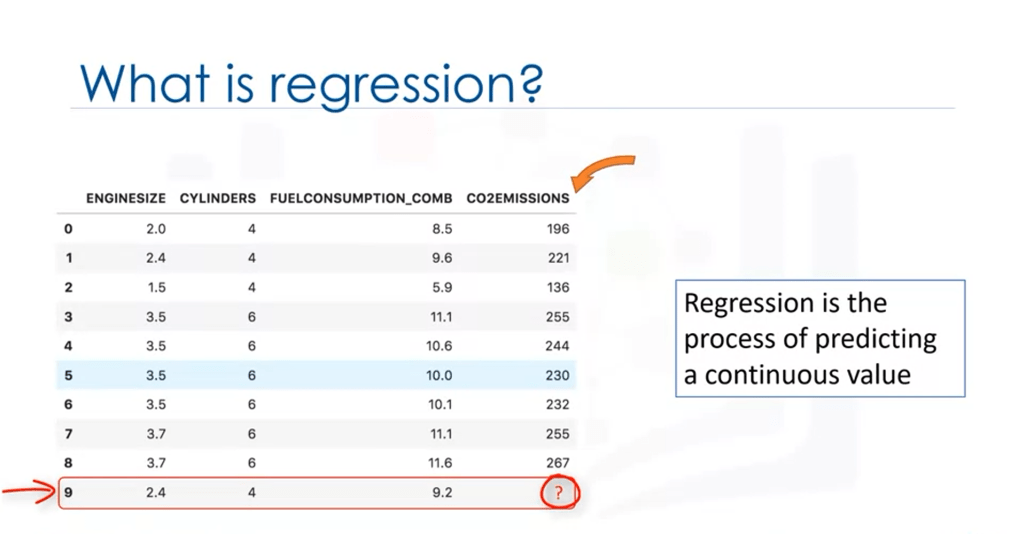 What is regression?
ENGINESIZE CYLINDERS FUELCONSUMPTION_COMB CO2EMISSIONS
0 2.0 4 8.5 196
1 2.4 4 9.6 221
2 1.5 4 5.9 136
3 3.5 6 11.1 255
4 3.5 6 10.6 244
5 3.5 6 10.0 230
6 3.5 6 10.1 232
7 3.7 6 11.1 255
8 3.7 6 11.6 267
9 2.4 4 9.2 ?
Regression is the
process of predicting
a continuous value